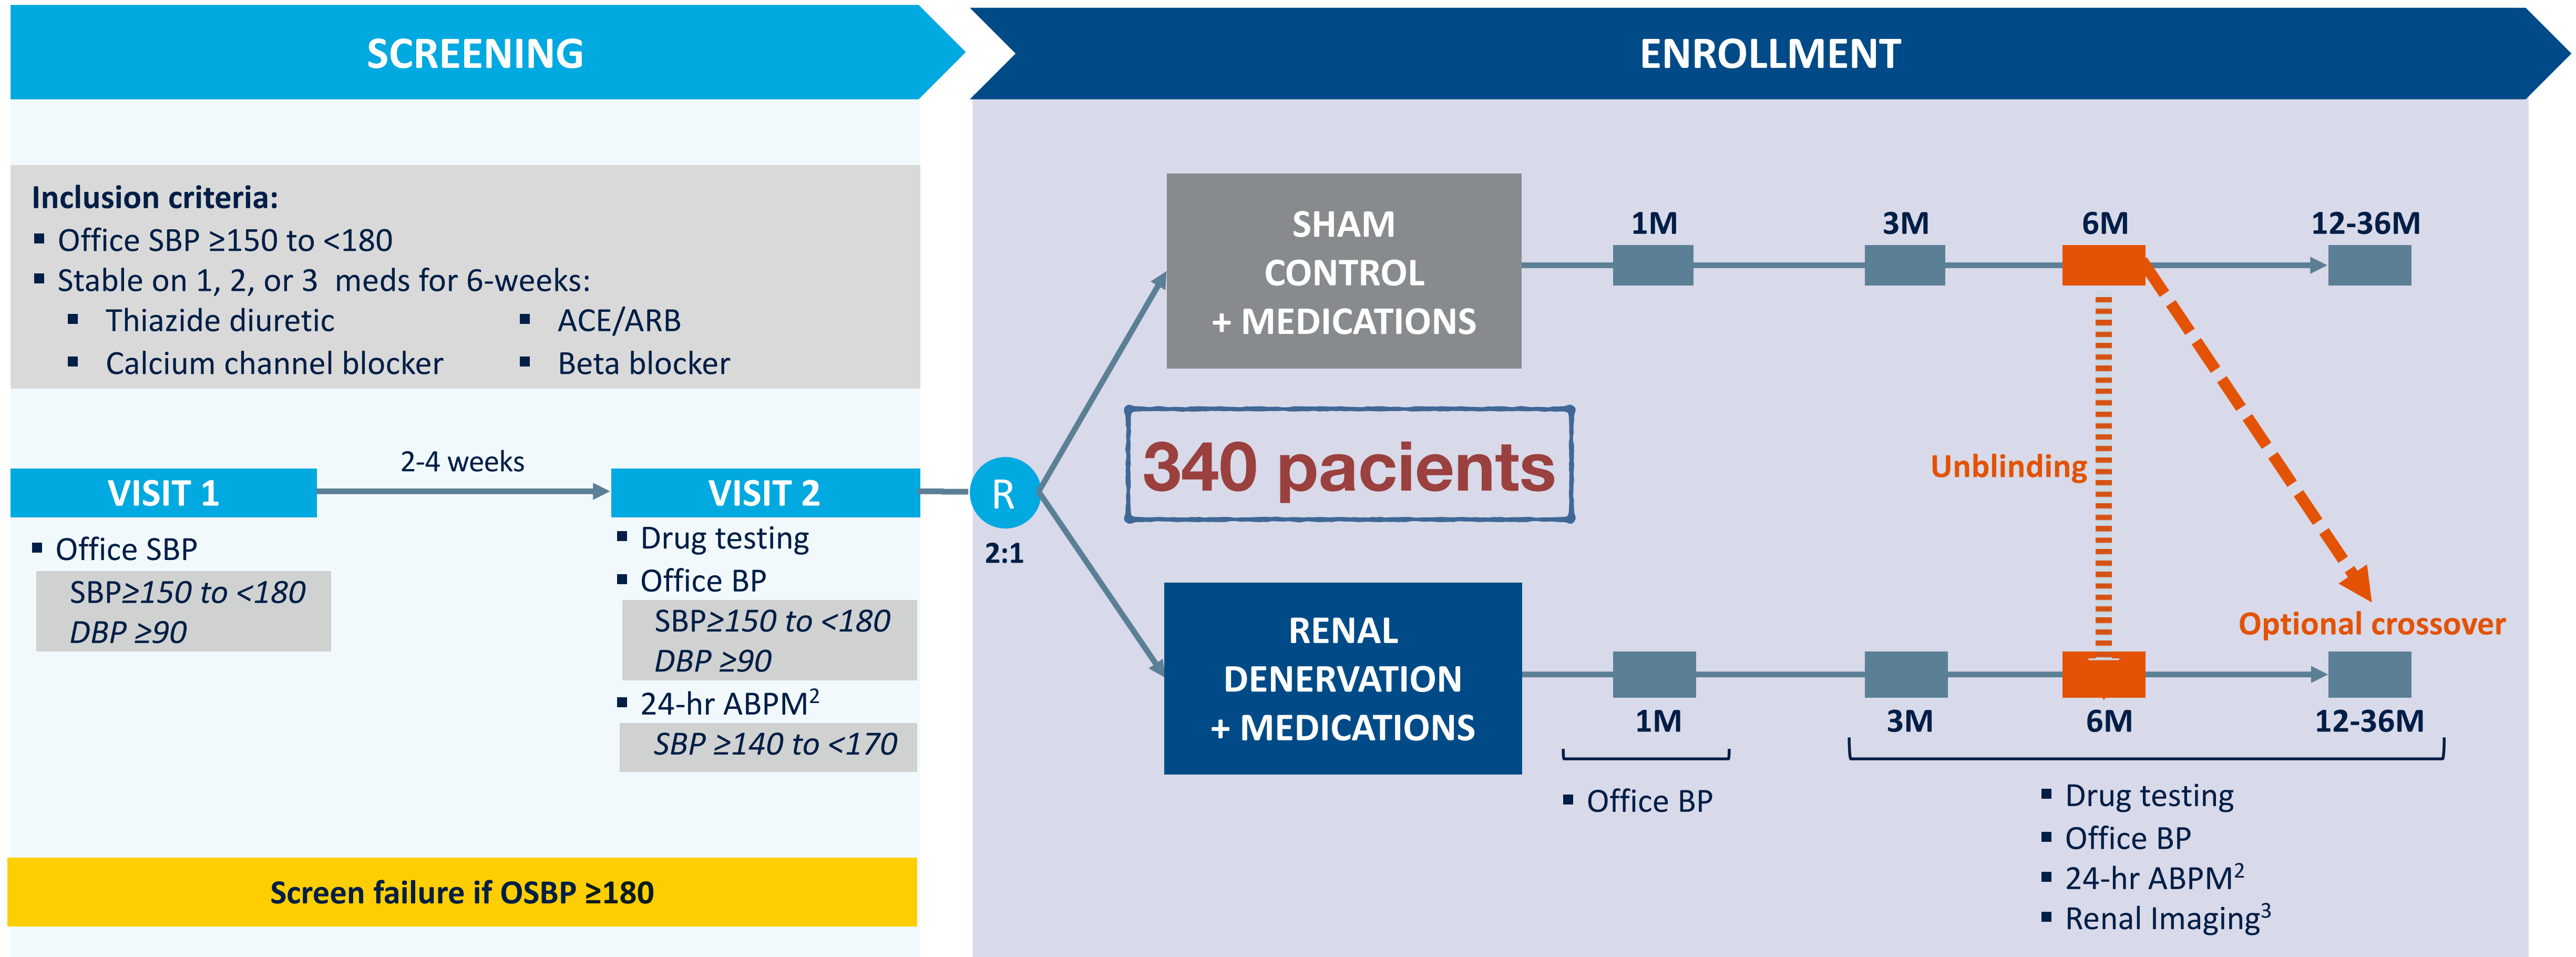 SCREENING
Inclusion criteria:
▪ Office SBP ≥150 to <180
▪ Stable on 1, 2, or 3 meds for 6-weeks:
▪ Thiazide diuretic
▪ ACE/ARB
▪ Calcium channel blocker
▪ Beta blocker
VISIT 1
2-4 weeks
VISIT 2
▪ Office SBP
SBP≥150 to <180
DBP ≥90
▪ Drug testing
▪ Office BP
SBP≥150 to <180
DBP ≥90
▪ 24-hr ABPM²
SBP ≥140 to <170
Screen failure if OSBP ≥180
ENROLLMENT
R
2:1
SHAM
CONTROL
+ MEDICATIONS
1M
3M
6M
12-36M
340 pacients
Unblinding
Optional crossover
RENAL
DENERVATION
+ MEDICATIONS
1M
3M
6M
12-36M
▪ Office BP
▪ Drug testing
▪ Office BP
▪ 24-hr ABPM²
▪ Renal Imaging³